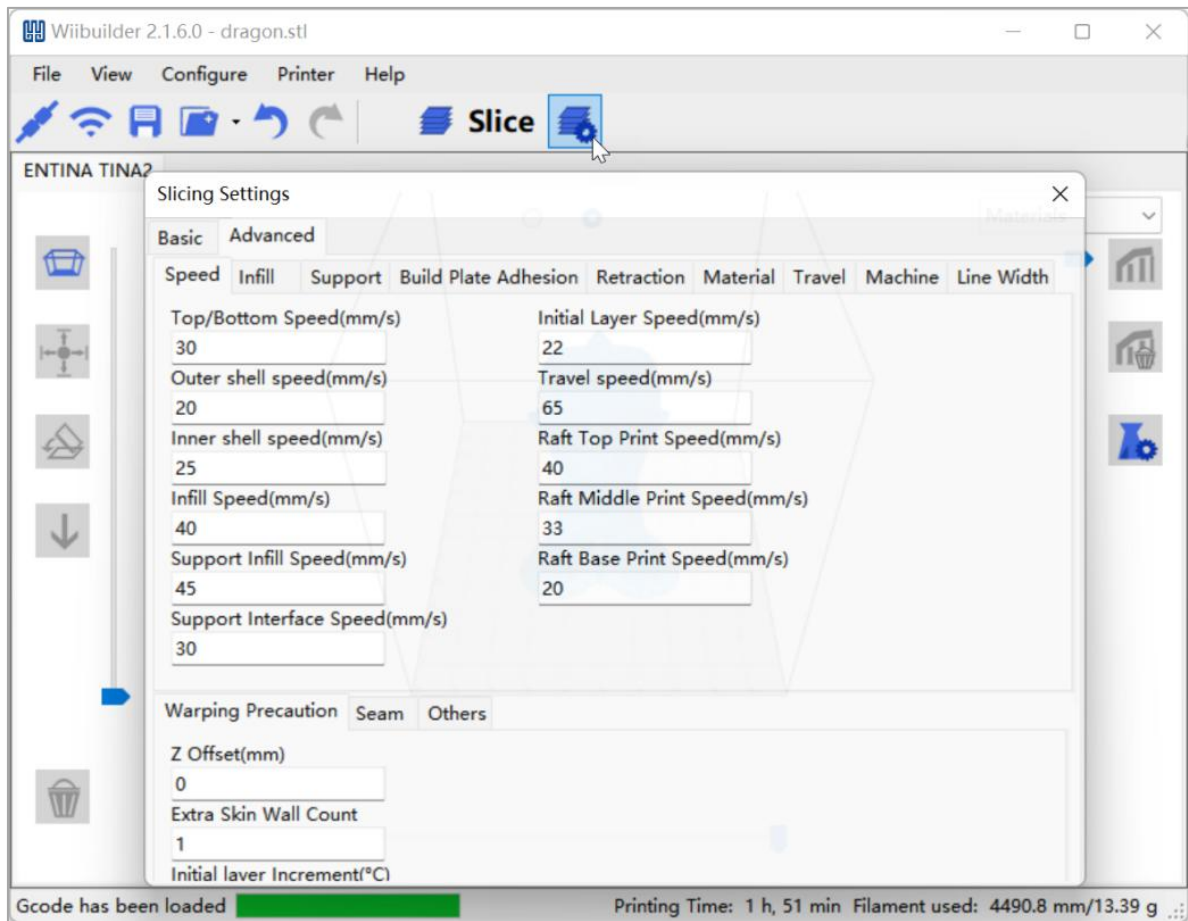 Wiibuilder 2.1.6.0 - dragon.stl
File View Configure Printer Help
Slice
ENTINA TINA2
Slicing Settings
Materials
Basic Advanced
Speed Infill Support Build Plate Adhesion Retraction Material Travel Machine Line Width
Top/Bottom Speed(mm/s) Initial Layer Speed(mm/s)
30 22
Outer shell speed(mm/s) Travel speed(mm/s)
20 65
Inner shell speed(mm/s) Raft Top Print Speed(mm/s)
25 40
Infill Speed(mm/s) Raft Middle Print Speed(mm/s)
40 33
Support Infill Speed(mm/s) Raft Base Print Speed(mm/s)
45 20
Support Interface Speed(mm/s)
30
Warping Precaution Seam Others
Z Offset(mm)
0
Extra Skin Wall Count
1
Initial layer Increment(°C)
Gcode has been loaded Printing Time: 1 h, 51 min Filament used: 4490.8 mm/13.39 g